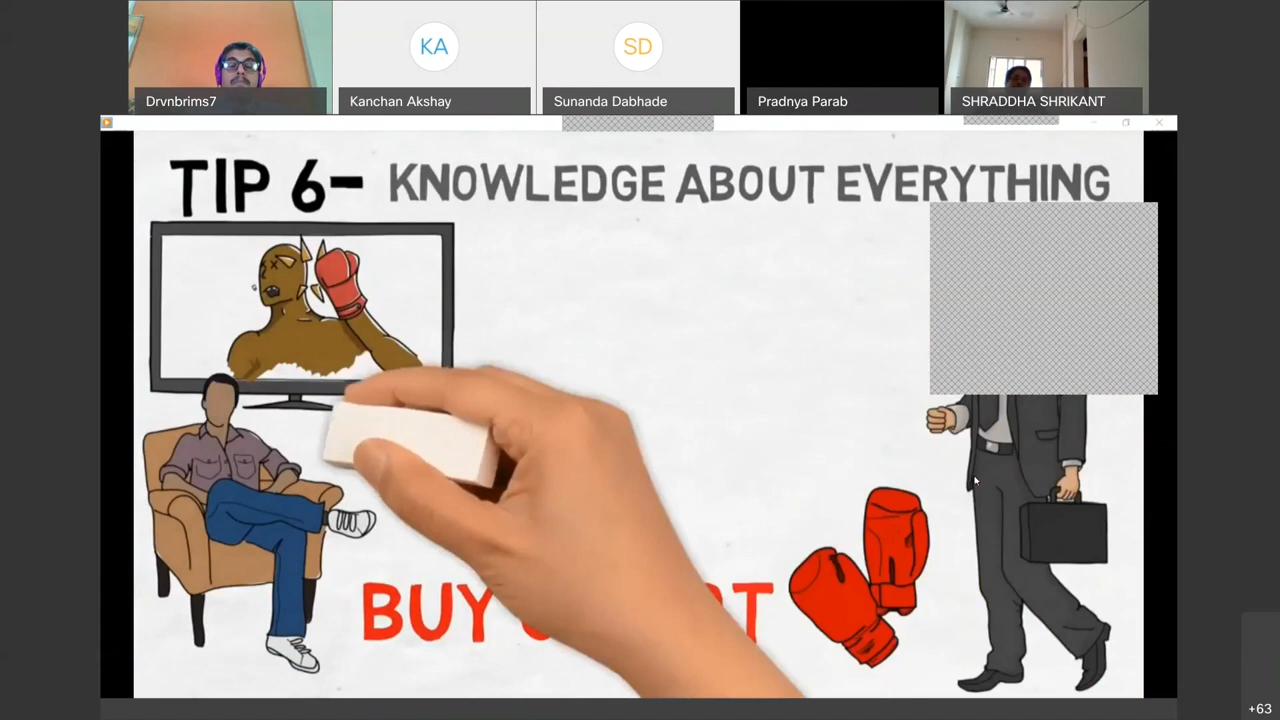 KA
SD
Drvnbrims7
Kanchan Akshay
Sunanda Dabhade
Pradnya Parab
SHRADDHA SHRIKANT
TIP 6- KNOWLEDGE ABOUT EVERYTHING
BUY
+63